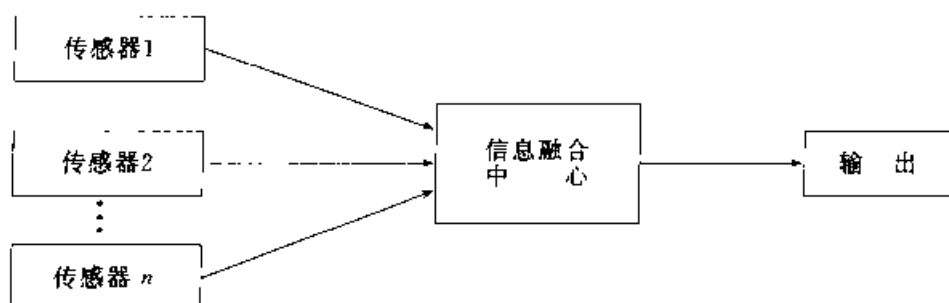 传感器1
传感器2
传感器 n
信息融合
中 心
输 出